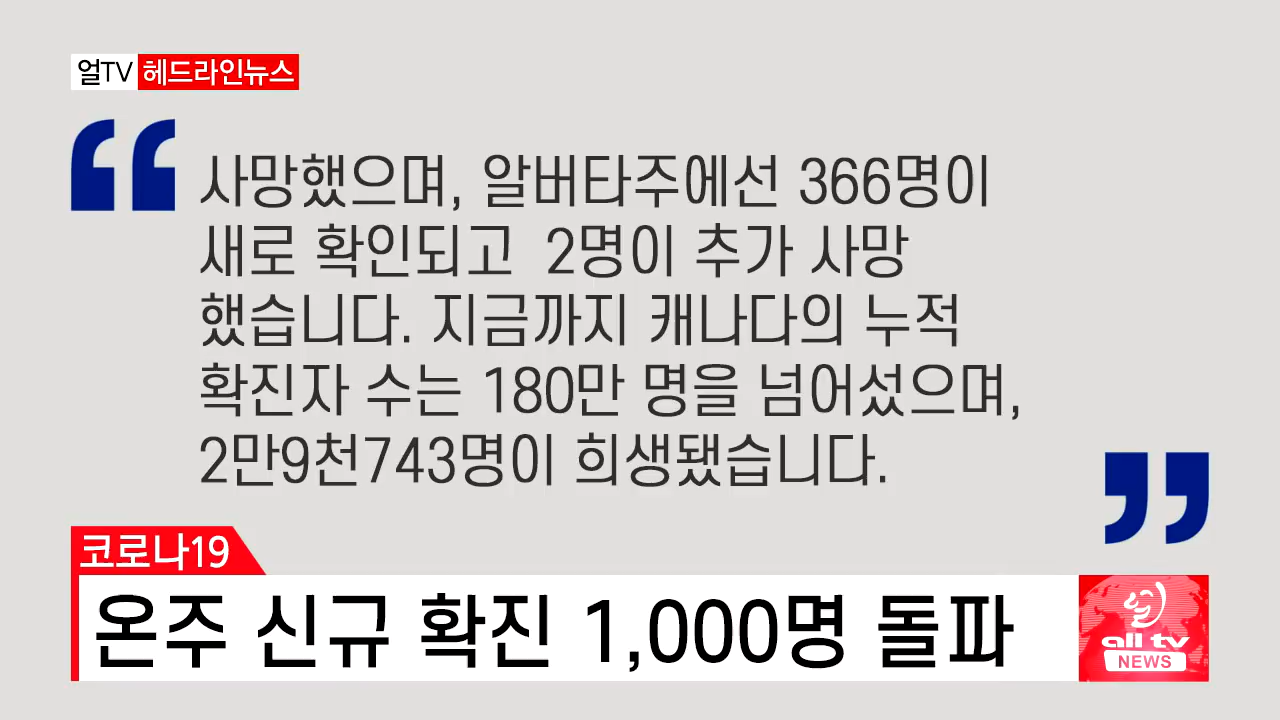 얼TV 헤드라인뉴스
사망했으며, 알버타주에선 366명이
새로 확인되고  2명이 추가 사망
했습니다. 지금까지 캐나다의 누적
확진자 수는 180만 명을 넘어섰으며,
2만9천743명이 희생됐습니다.
코로나19
온주 신규 확진 1,000명 돌파
얼
all tv
NEWS